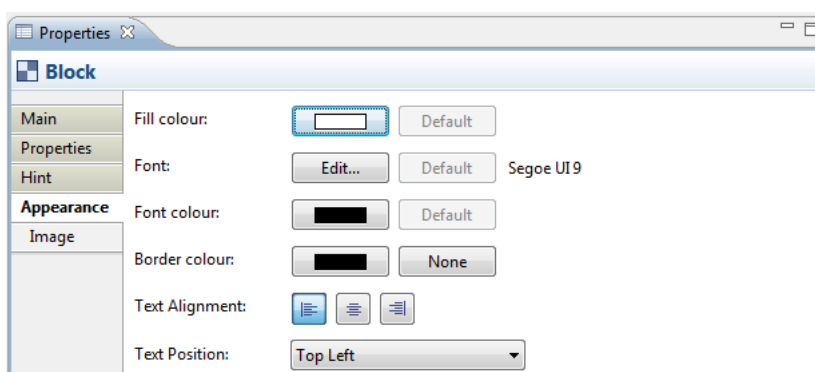 Properties
Block
Main
Properties
Hint
Appearance
Image
Fill colour:
Default
Font:
Edit...
Default
Segoe UI 9
Font colour:
Default
Border colour:
None
Text Alignment:
Text Position:
Top Left